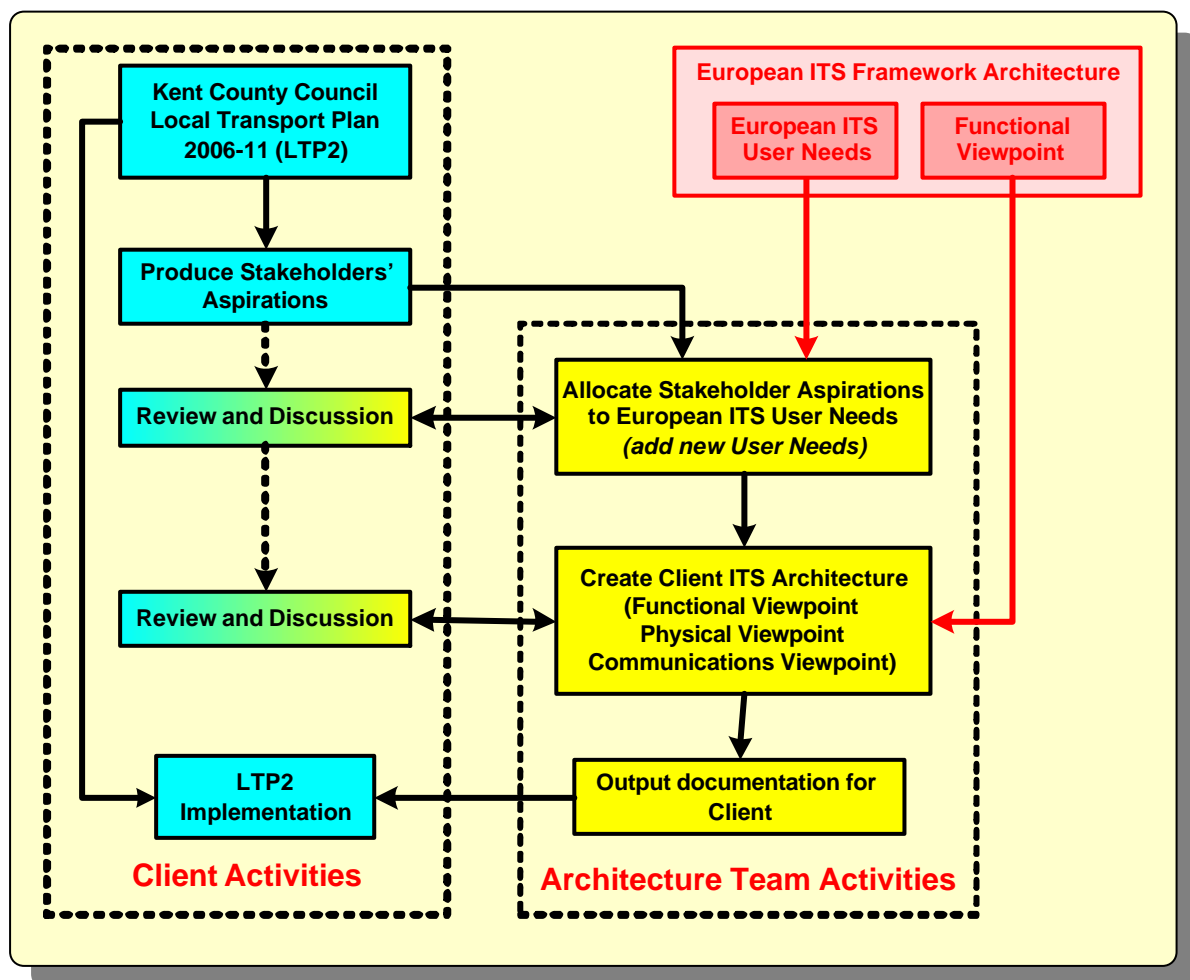 Kent County Council
Local Transport Plan
2006-11 (LTP2)
European ITS Framework Architecture
European ITS
User Needs
Functional
Viewpoint
Produce Stakeholders’
Aspirations
Review and Discussion
Allocate Stakeholder Aspirations
to European ITS User Needs
(add new User Needs)
Review and Discussion
Create Client ITS Architecture
(Functional Viewpoint
Physical Viewpoint
Communications Viewpoint)
LTP2
Implementation
Output documentation for
Client
Client Activities
Architecture Team Activities